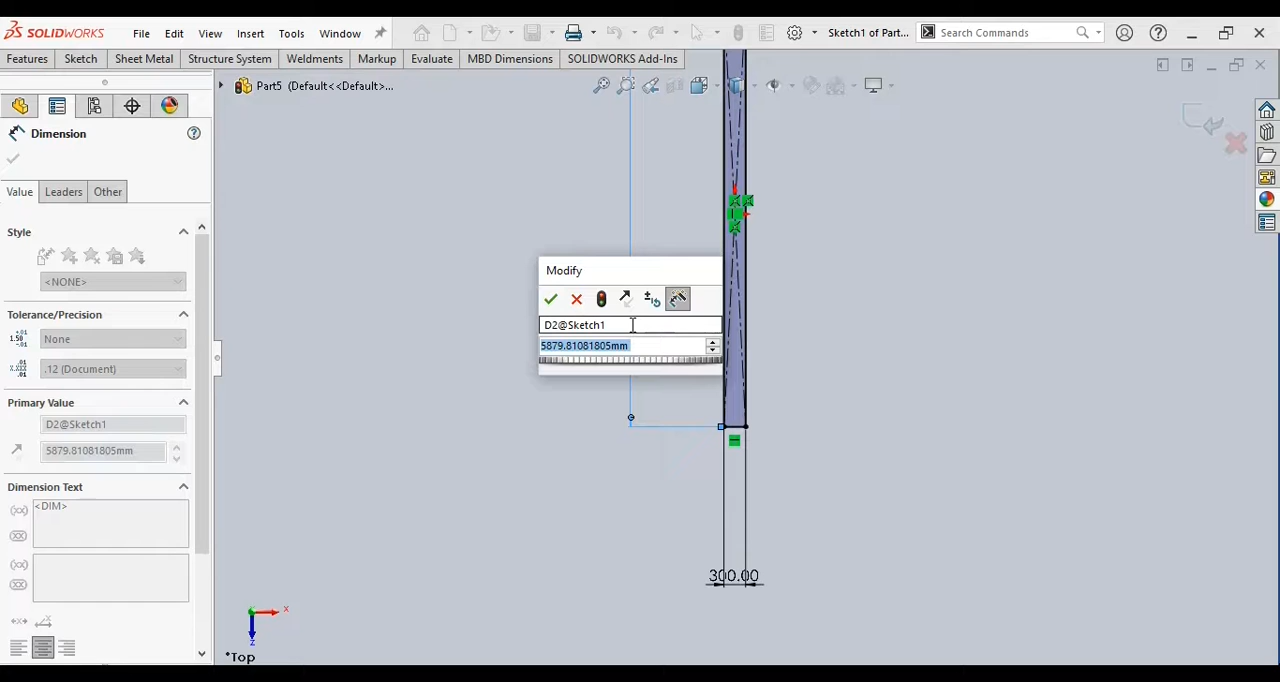 SOLIDWORKS File Edit View Insert Tools Window Sketch1 of Part... Search Commands
Features Sketch Sheet Metal Structure System Weldments Markup Evaluate MBD Dimensions SOLIDWORKS Add-Ins
Part5 (Default<<Default>...
Dimension
Value Leaders Other
Style
<NONE>
Tolerance/Precision
None
.12 (Document)
Primary Value
D2@Sketch1
5879.81081805mm
Dimension Text
<DIM>
Modify
D2@Sketch1
5879.81081805mm
300.00
x
z
*Top